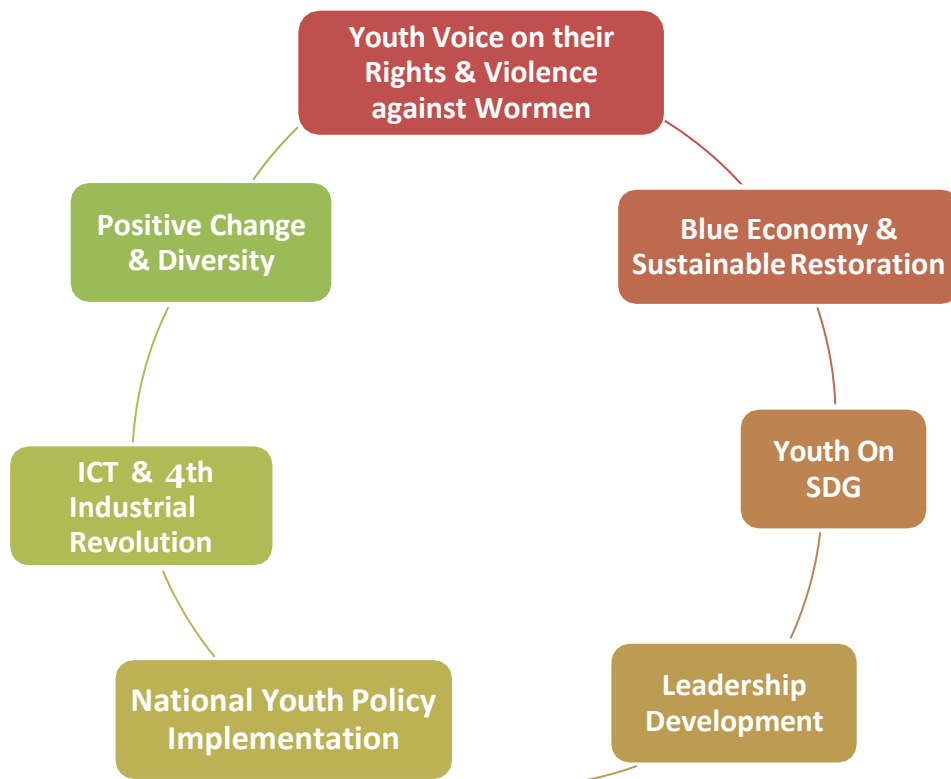 Youth Voice on their
Rights & Violence
against Wormen
Positive Change
& Diversity
Blue Economy &
Sustainable Restoration
ICT & 4th
Industrial
Revolution
Youth On
SDG
National Youth Policy
Implementation
Leadership
Development